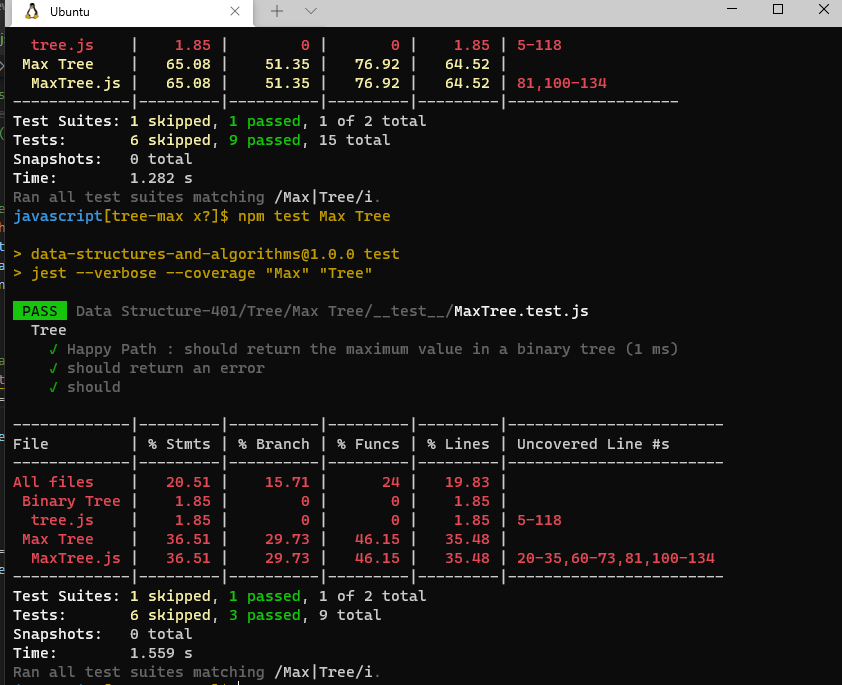 Ubuntu
tree.js | 1.85 | 0 | 0 | 1.85 | 5-118
Max Tree | 65.08 | 51.35 | 76.92 | 64.52 |
MaxTree.js | 65.08 | 51.35 | 76.92 | 64.52 | 81,100-134
-------------|---------|----------|---------|---------|-------------------
Test Suites: 1 skipped, 1 passed, 1 of 2 total
Tests: 6 skipped, 9 passed, 15 total
Snapshots: 0 total
Time: 1.282 s
Ran all test suites matching /Max|Tree/i.
javascript[tree-max x?]$ npm test Max Tree
> data-structures-and-algorithms@1.0.0 test
> jest --verbose --coverage "Max" "Tree"
PASS Data Structure-401/Tree/Max Tree/__test__/MaxTree.test.js
Tree
√ Happy Path : should return the maximum value in a binary tree (1 ms)
√ should return an error
√ should
-------------|---------|----------|---------|---------|------------------------
File | % Stmts | % Branch | % Funcs | % Lines | Uncovered Line #s
-------------|---------|----------|---------|---------|------------------------
All files | 20.51 | 15.71 | 24 | 19.83 |
Binary Tree | 1.85 | 0 | 0 | 1.85 |
tree.js | 1.85 | 0 | 0 | 1.85 | 5-118
Max Tree | 36.51 | 29.73 | 46.15 | 35.48 |
MaxTree.js | 36.51 | 29.73 | 46.15 | 35.48 | 20-35,60-73,81,100-134
-------------|---------|----------|---------|---------|------------------------
Test Suites: 1 skipped, 1 passed, 1 of 2 total
Tests: 6 skipped, 3 passed, 9 total
Snapshots: 0 total
Time: 1.559 s
Ran all test suites matching /Max|Tree/i.